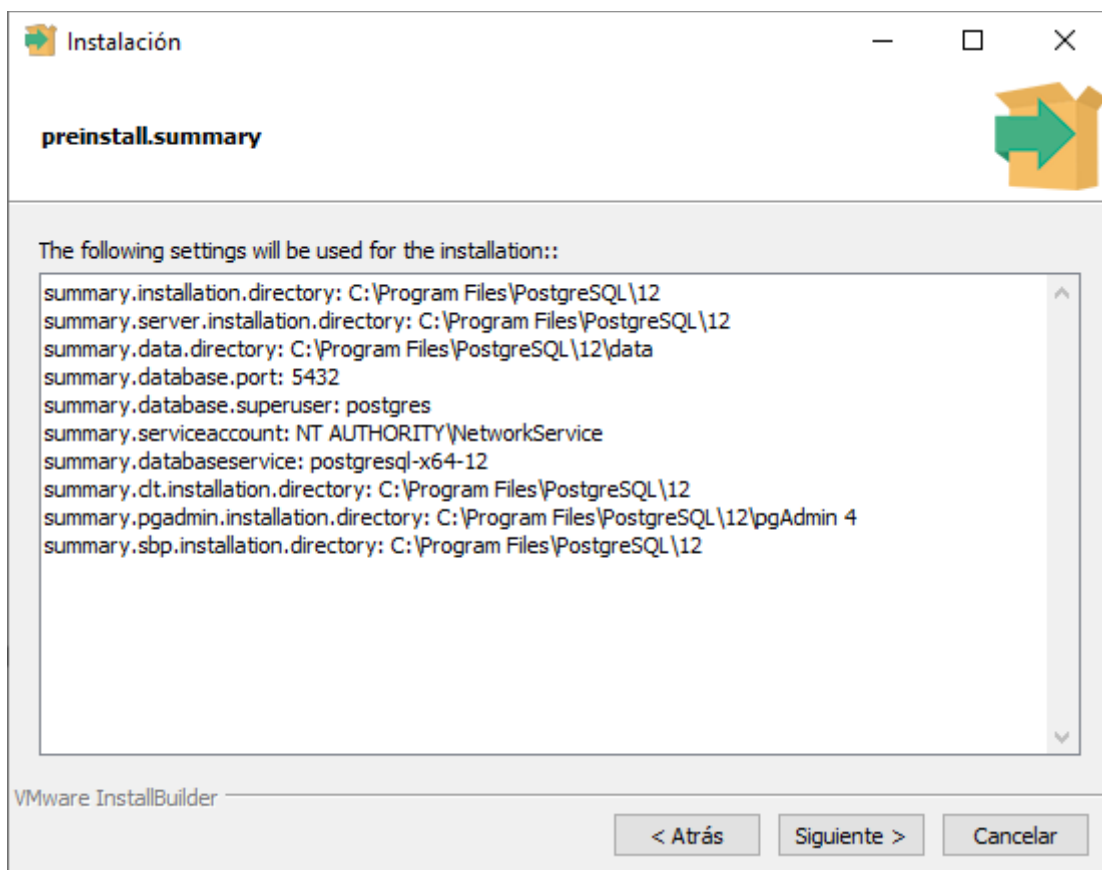 Instalación
preinstall.summary
The following settings will be used for the installation::
summary.installation.directory: C:\Program Files\PostgreSQL\12
summary.server.installation.directory: C:\Program Files\PostgreSQL\12
summary.data.directory: C:\Program Files\PostgreSQL\12\data
summary.database.port: 5432
summary.database.superuser: postgres
summary.serviceaccount: NT AUTHORITY\NetworkService
summary.databaseservice: postgresql-x64-12
summary.clt.installation.directory: C:\Program Files\PostgreSQL\12
summary.pgadmin.installation.directory: C:\Program Files\PostgreSQL\12\pgAdmin 4
summary.sbp.installation.directory: C:\Program Files\PostgreSQL\12
VMware InstallBuilder
< Atrás Siguiente > Cancelar